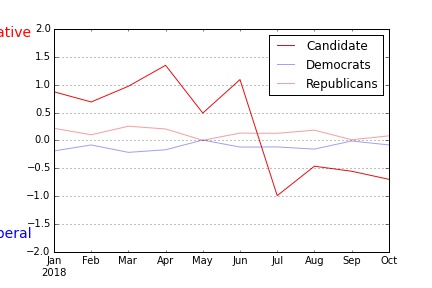 ative
2.0
1.5
1.0
0.5
0.0
−0.5
−1.0
−1.5
−2.0
beral
Candidate
Democrats
Republicans
Jan Feb Mar Apr May Jun Jul Aug Sep Oct
2018